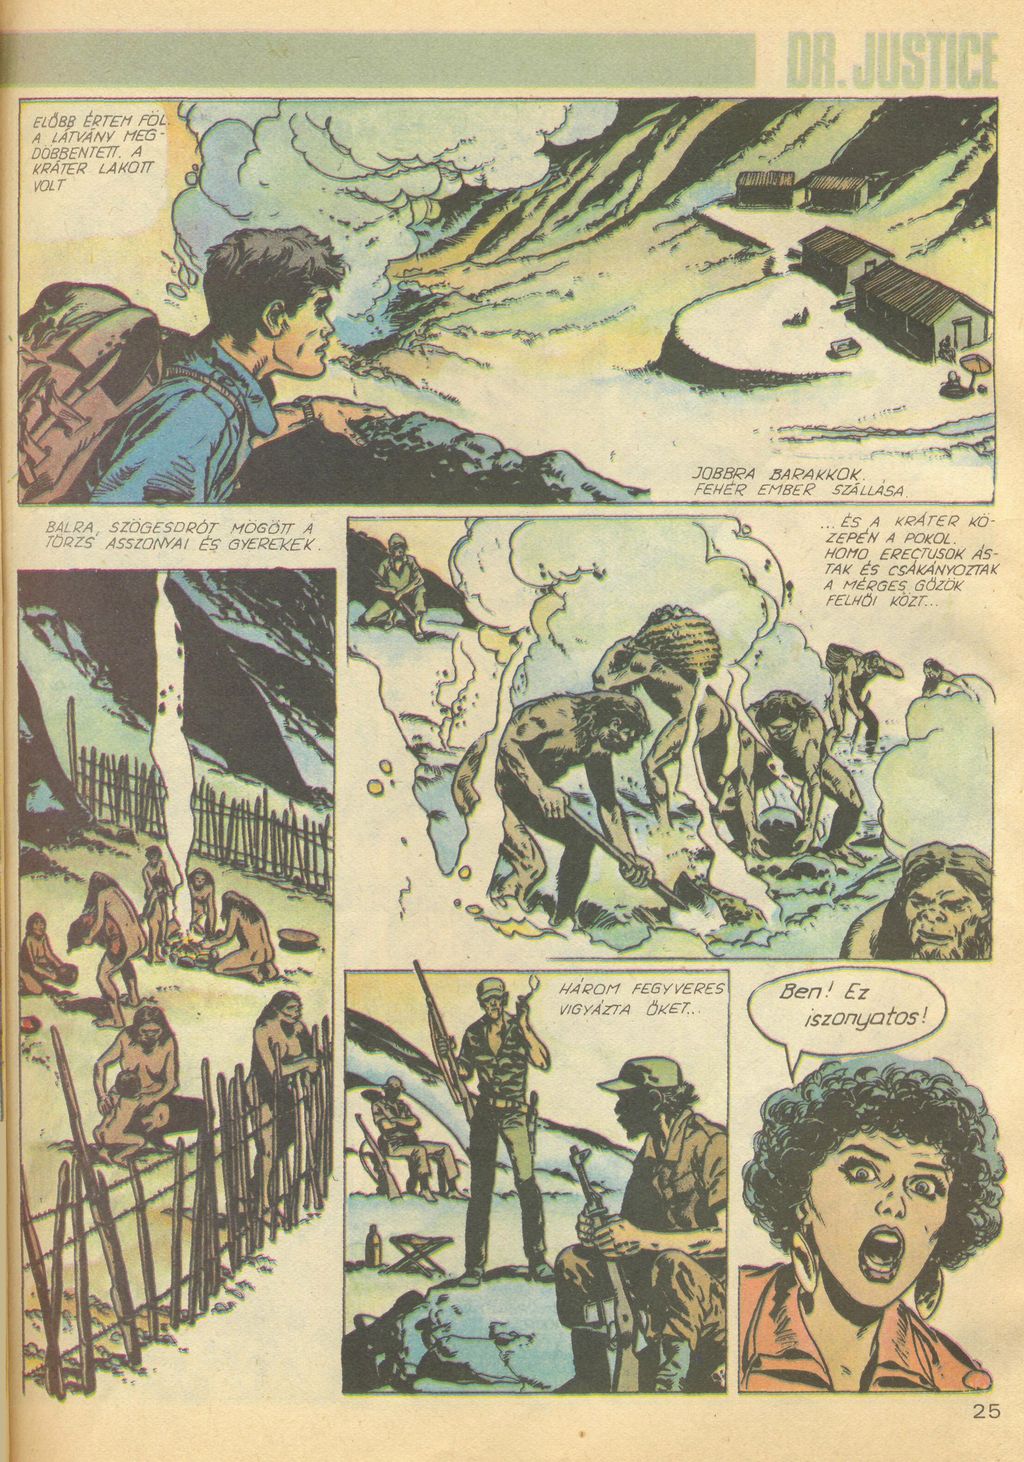 DR. JUSTICE
ELŐBB ÉRTEM FÖL,
A LÁTVÁNY MEG-
DÖBBENTETT. A
KRÁTER LAKOTT
VOLT
JOBBRA BARAKKOK.
FEHÉR EMBER SZÁLLÁSA.
BALRA, SZÖGESDRÓT MÖGÖTT A
TÖRZS ASSZONYAI ÉS GYEREKEK.
... ÉS A KRÁTER KÖ-
ZEPÉN A POKOL.
HOMO ERECTUSOK ÁS-
TAK ÉS CSÁKÁNYOZTAK
A MÉRGES GŐZÖK
FELHŐI KÖZT...
HÁROM FEGYVERES
VIGYÁZTA ŐKET...
Ben! Ez
iszonyatos!
25